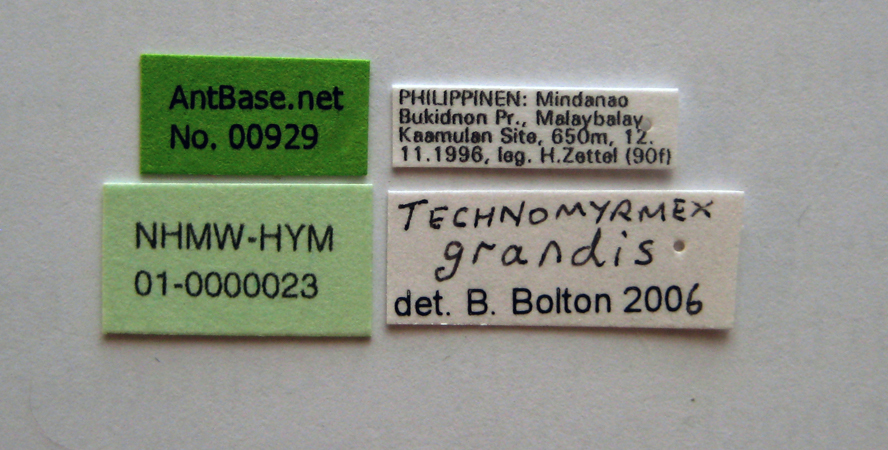 AntBase.net
No. 00929
PHILIPPINEN: Mindanao
Bukidnon Pr., Malaybalay
Kaamulan Site, 650m, 12.
11.1996, leg. H.Zettel (90f)
NHMW-HYM
01-0000023
TECHNOMYRMEX
grandis
det. B. Bolton 2006